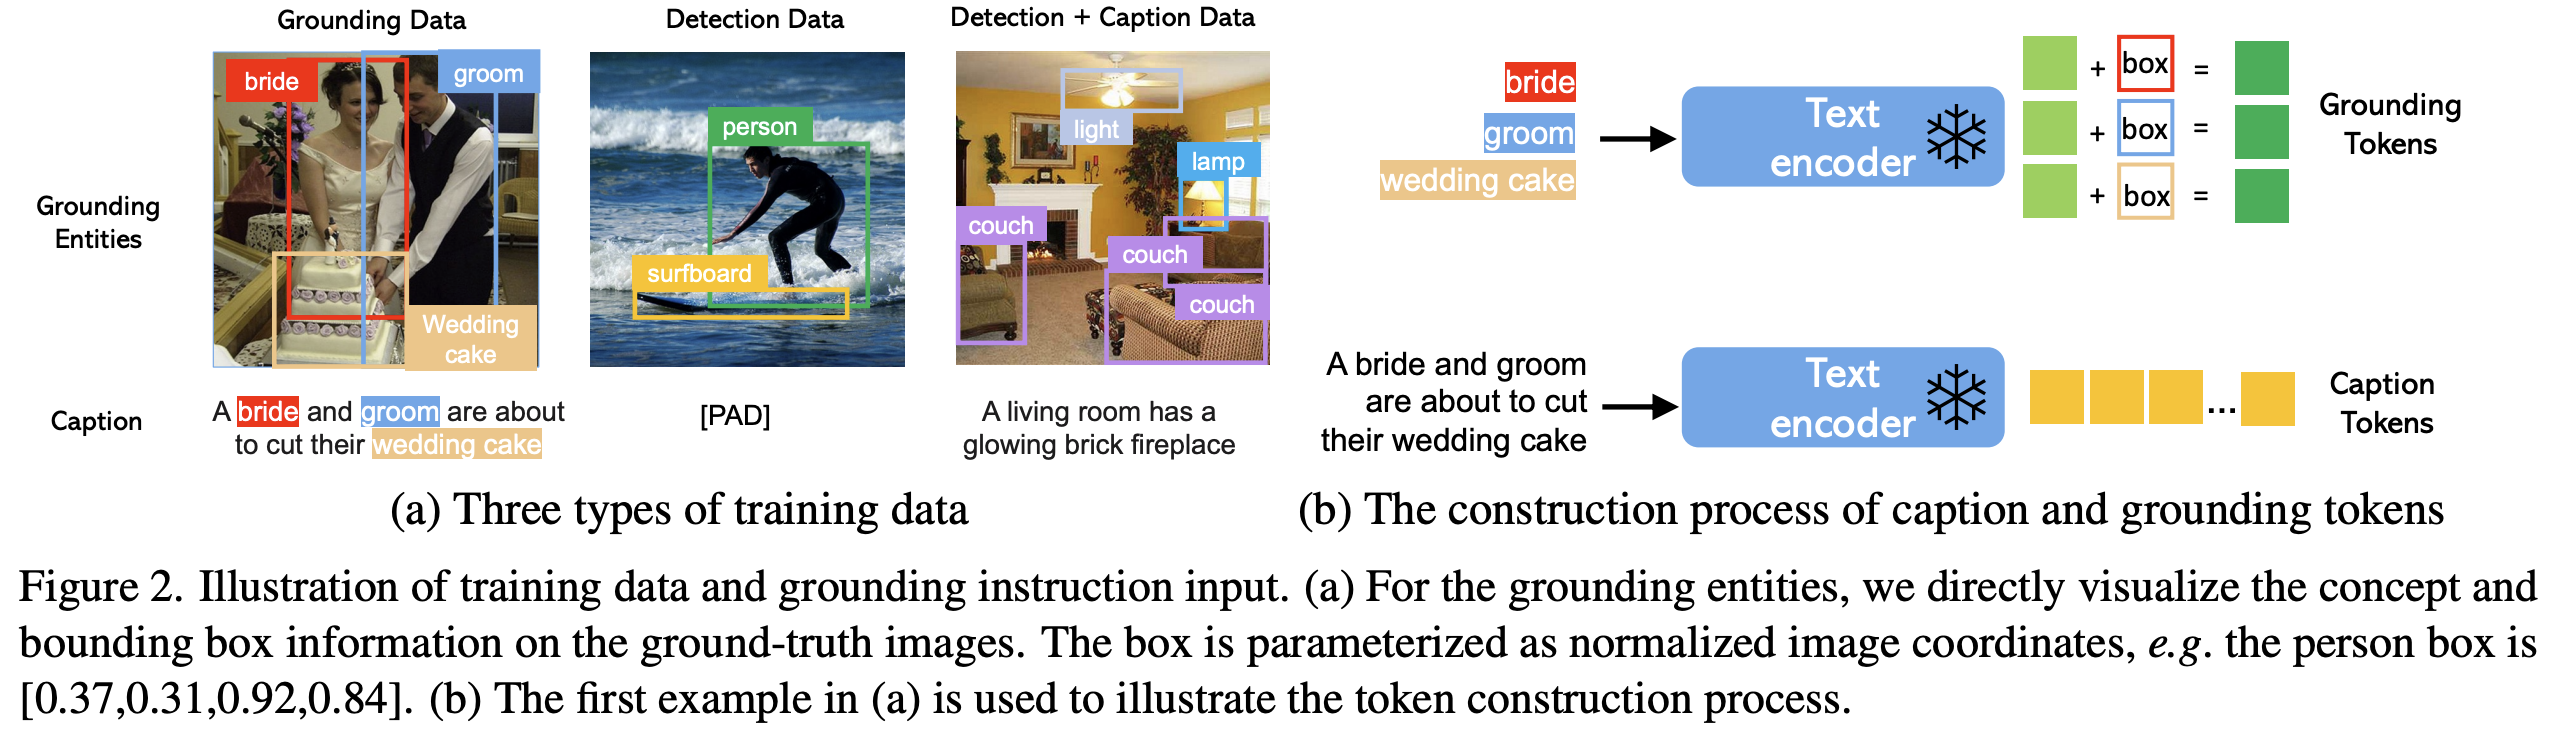 Grounding Data
Detection Data
Detection + Caption Data
Grounding
Entities
bride
groom
Wedding
cake
person
surfboard
light
lamp
couch
couch
couch
Caption
A bride and groom are about
to cut their wedding cake
[PAD]
A living room has a
glowing brick fireplace
(a) Three types of training data
bride
groom
wedding cake
Text
encoder
+ box =
+ box =
+ box =
Grounding
Tokens
A bride and groom
are about to cut
their wedding cake
Text
encoder
...
Caption
Tokens
(b) The construction process of caption and grounding tokens
Figure 2. Illustration of training data and grounding instruction input. (a) For the grounding entities, we directly visualize the concept and
bounding box information on the ground-truth images. The box is parameterized as normalized image coordinates, e.g. the person box is
[0.37,0.31,0.92,0.84]. (b) The first example in (a) is used to illustrate the token construction process.